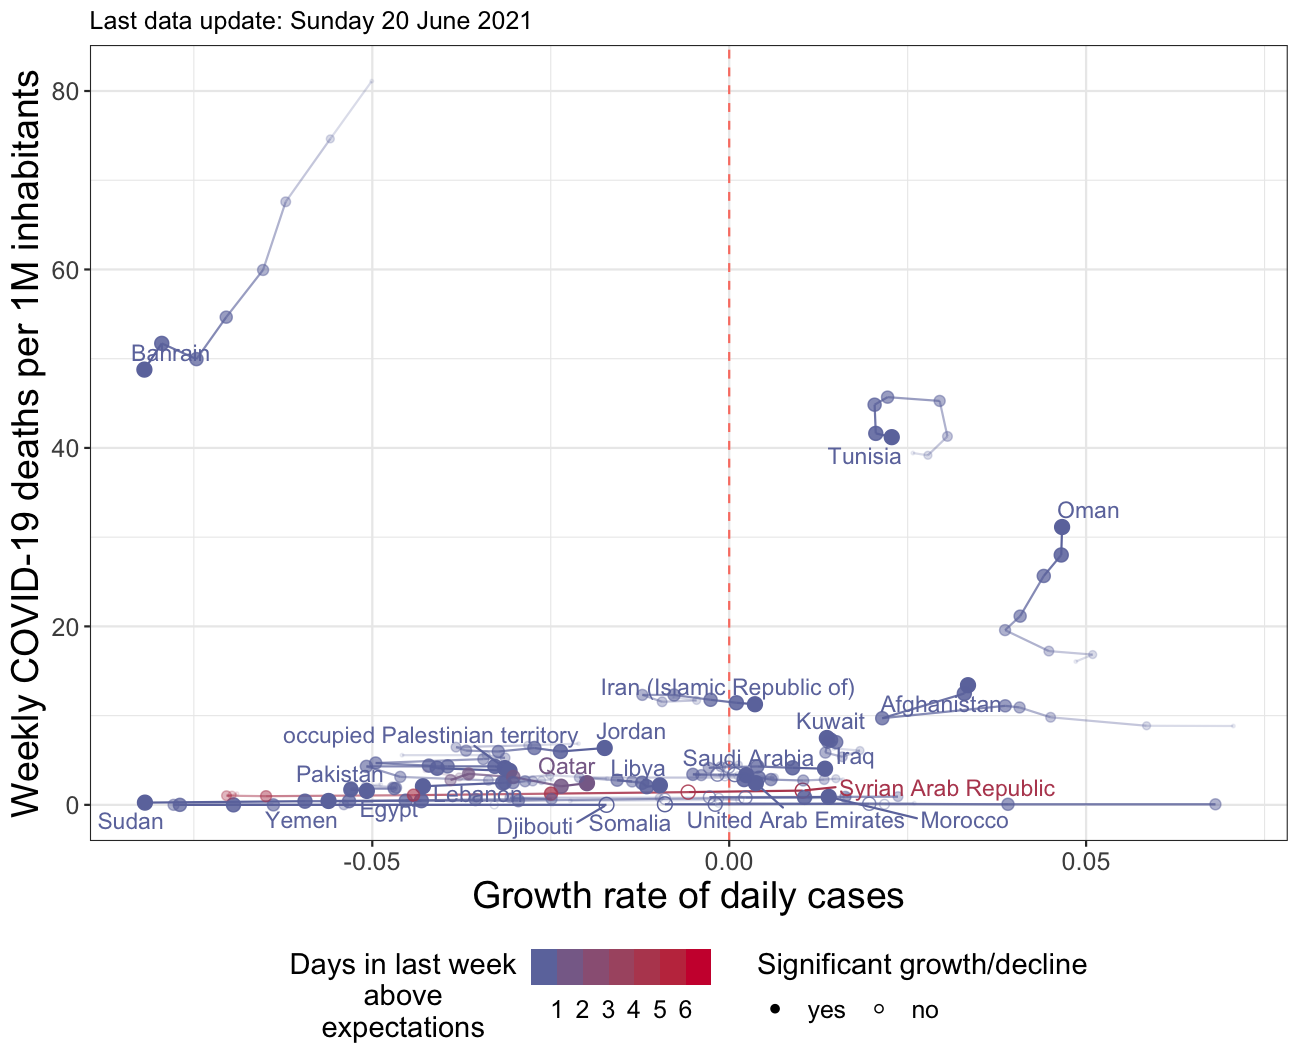 Last data update: Sunday 20 June 2021
Weekly COVID-19 deaths per 1M inhabitants
80
60
40
20
0
Bahrain
Tunisia
Oman
Iran (Islamic Republic of)
Afghanistan
Kuwait
occupied Palestinian territory
Jordan
Saudi Arabia
Iraq
Pakistan
Qatar
Libya
Lebanon
Syrian Arab Republic
Egypt
Sudan
Yemen
Djibouti
Somalia
United Arab Emirates
Morocco
-0.05
0.00
0.05
Growth rate of daily cases
Days in last week
above
expectations
1 2 3 4 5 6
Significant growth/decline
yes
no